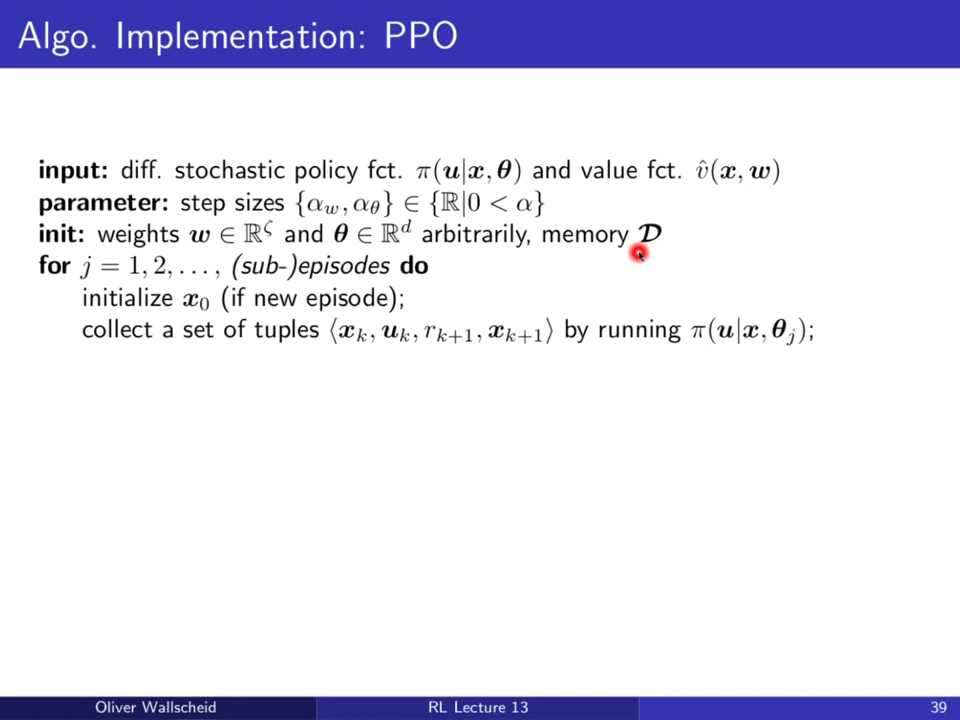 Algo. Implementation: PPO
input: diff. stochastic policy fct. π(u|x, θ) and value fct. v̂(x, w)
parameter: step sizes {α_w, α_θ} ∈ {ℝ|0 < α}
init: weights w ∈ ℝ^ζ and θ ∈ ℝ^d arbitrarily, memory 𝓓
for j = 1, 2, . . . , (sub-)episodes do
initialize x_0 (if new episode);
collect a set of tuples ⟨x_k, u_k, r_{k+1}, x_{k+1}⟩ by running π(u|x, θ_j);
Oliver Wallscheid RL Lecture 13 39